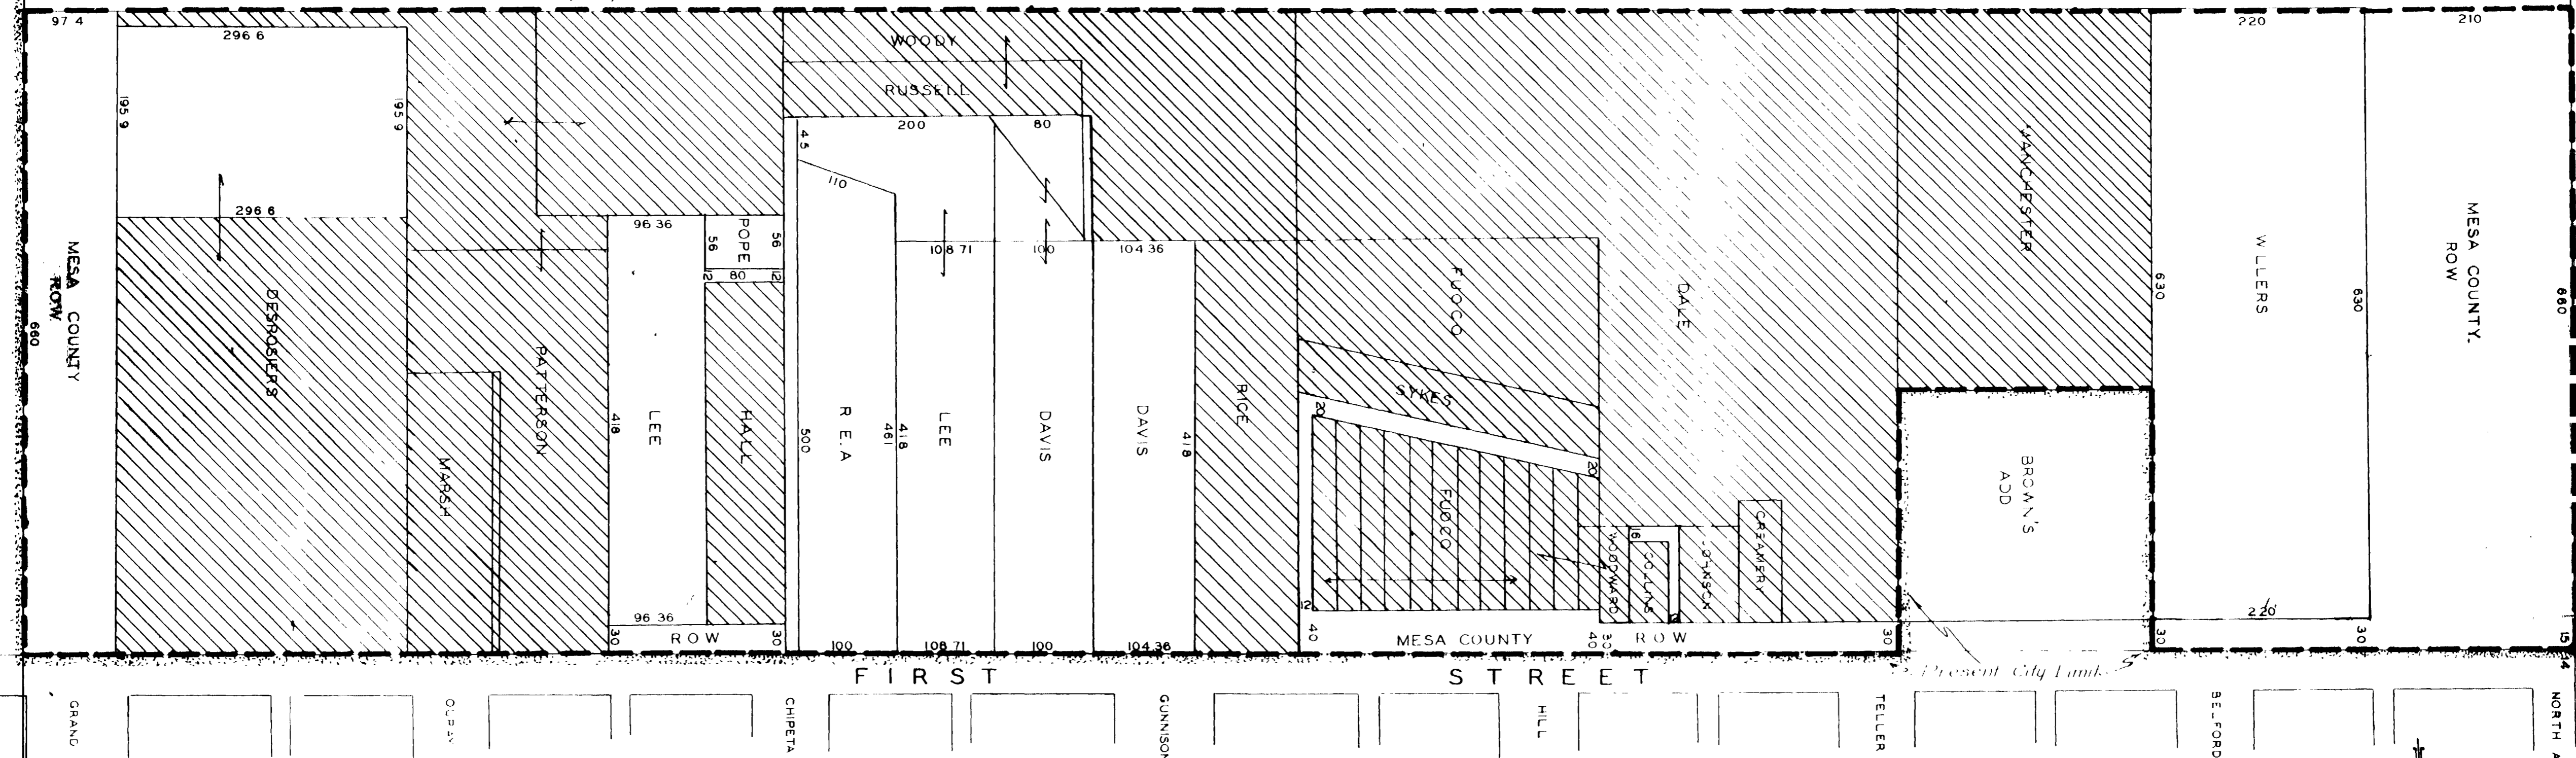 97 4
296 6
195 9
195 9
296 6
MESA COUNTY
ROW.
660
DESROSIERS
PATTERSON
MARSH
96 36
418
LEE
96 36
30
ROW
30
POPE
56
56
12
80
12
HALL
WOODY
RUSSELL
200
80
45
110
500
R.E.A
461
418
108 71
LEE
100
DAVIS
104 36
DAVIS
418
100
108 71
100
104.36
RICE
FUOCO
SYKES
20
20
FUOCO
12
40
MESA COUNTY
40
30
ROW
30
DALE
WOODWARD
16
COLLINS
CREAMERY
MANCHESTER
BROWN'S
ADD
220
630
WILLERS
630
220
30
30
210
MESA COUNTY.
ROW
660
FIRST STREET
Present City Limits
GRAND
CHIPETA
GUNNISON
HILL
TELLER
BELFORD
NORTH